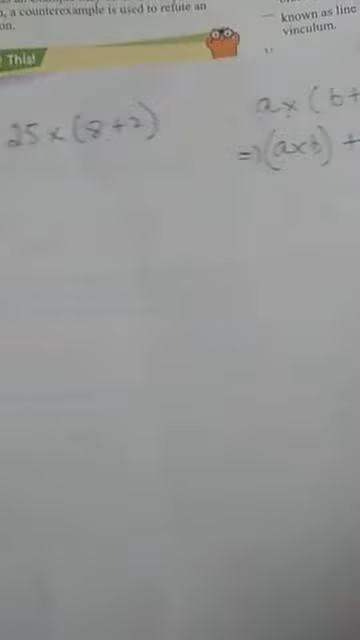 , a counterexample is used to refute an
on.
known as line
vinculum.
This!
25 × (8+2)
a × (b +
⇒ (a×b) +